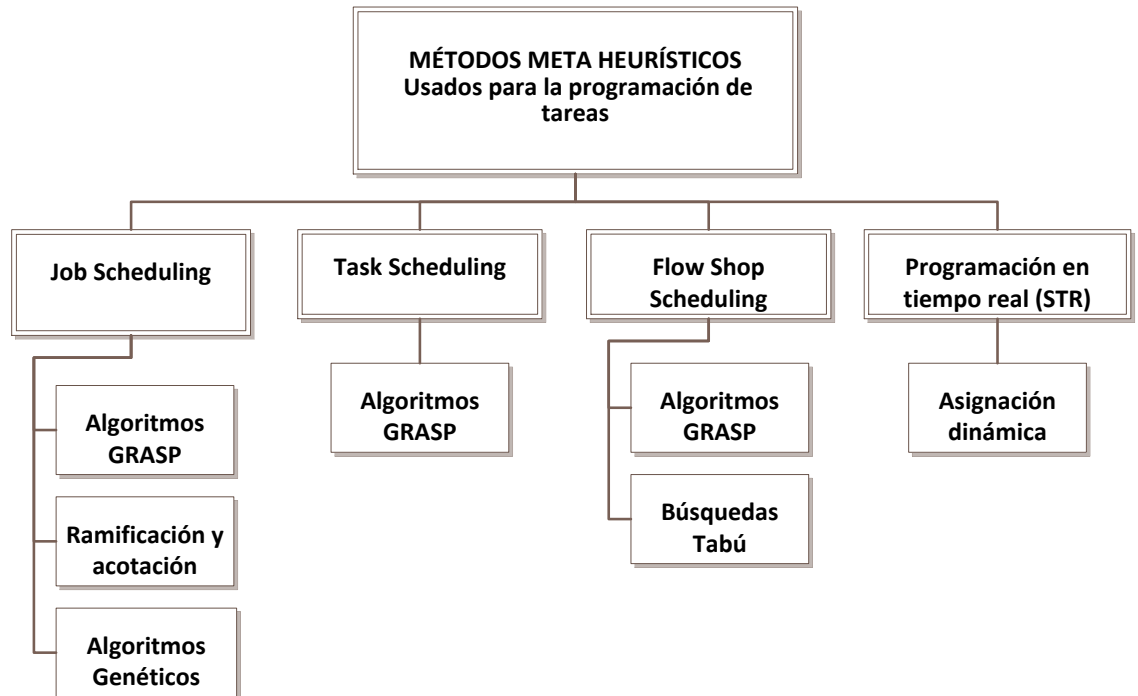 MÉTODOS META HEURÍSTICOS
Usados para la programación de
tareas
Job Scheduling
Task Scheduling
Flow Shop
Scheduling
Programación en
tiempo real (STR)
Algoritmos
GRASP
Ramificación y
acotación
Algoritmos
Genéticos
Algoritmos
GRASP
Algoritmos
GRASP
Búsquedas
Tabú
Asignación
dinámica